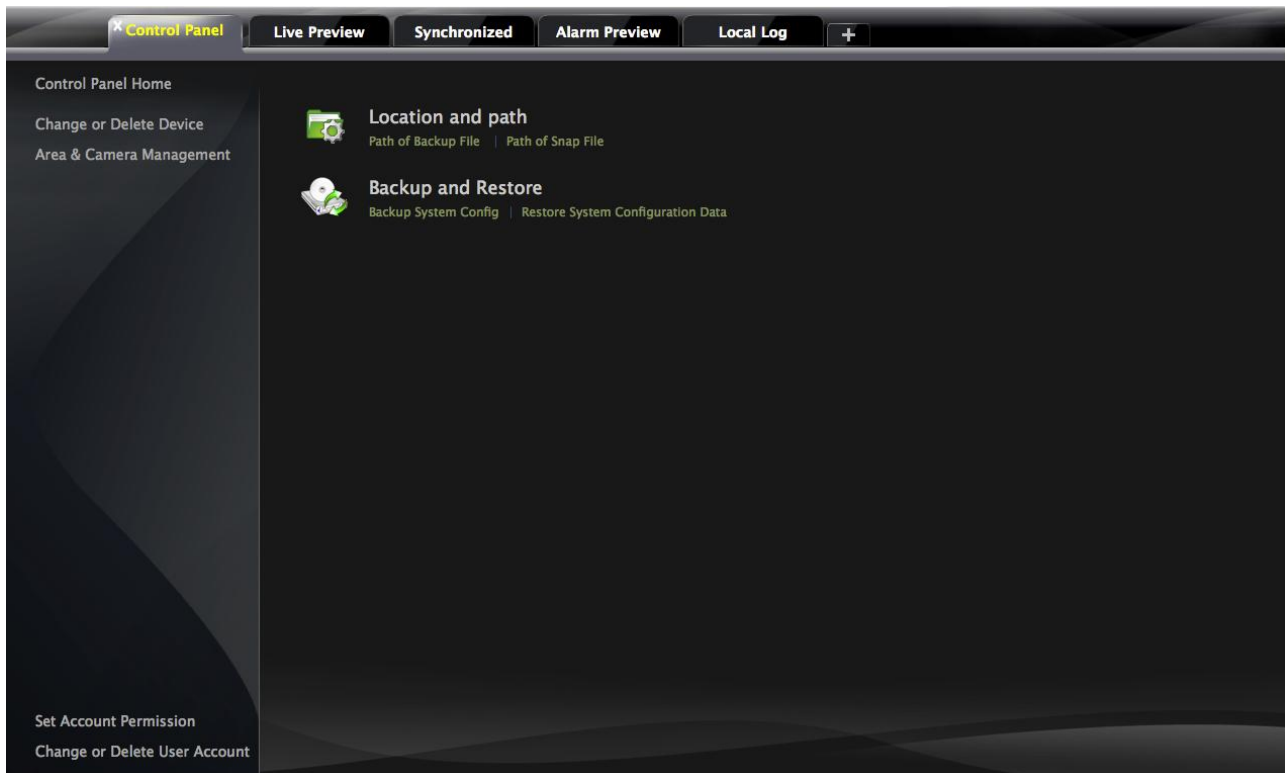 x Control Panel Live Preview Synchronized Alarm Preview Local Log +
Control Panel Home
Change or Delete Device
Area & Camera Management
Location and path
Path of Backup File | Path of Snap File
Backup and Restore
Backup System Config | Restore System Configuration Data
Set Account Permission
Change or Delete User Account